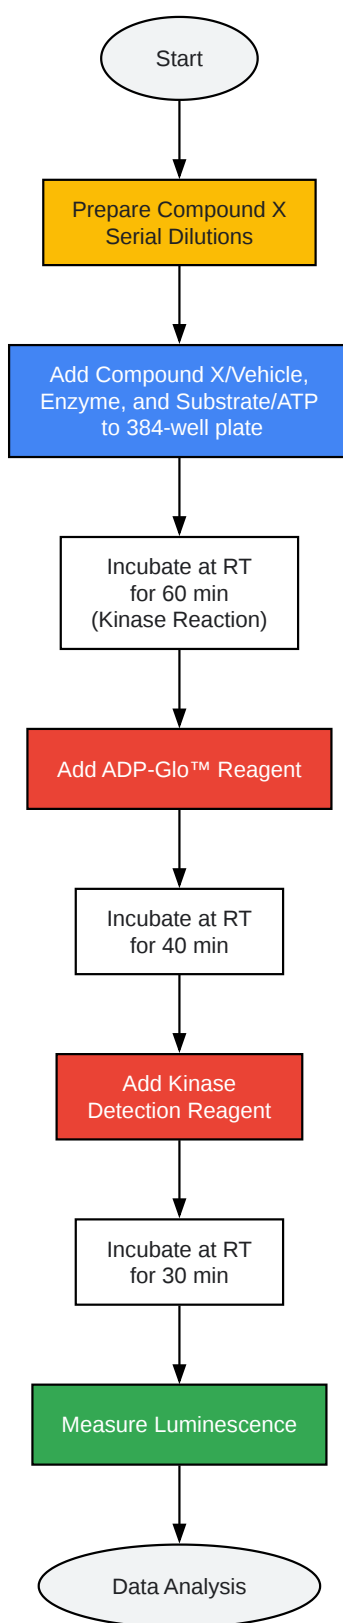 Start
Prepare Compound X
Serial Dilutions
Add Compound X/Vehicle,
Enzyme, and Substrate/ATP
to 384-well plate
Incubate at RT
for 60 min
(Kinase Reaction)
Add ADP-Glo™ Reagent
Incubate at RT
for 40 min
Add Kinase
Detection Reagent
Incubate at RT
for 30 min
Measure Luminescence
Data Analysis